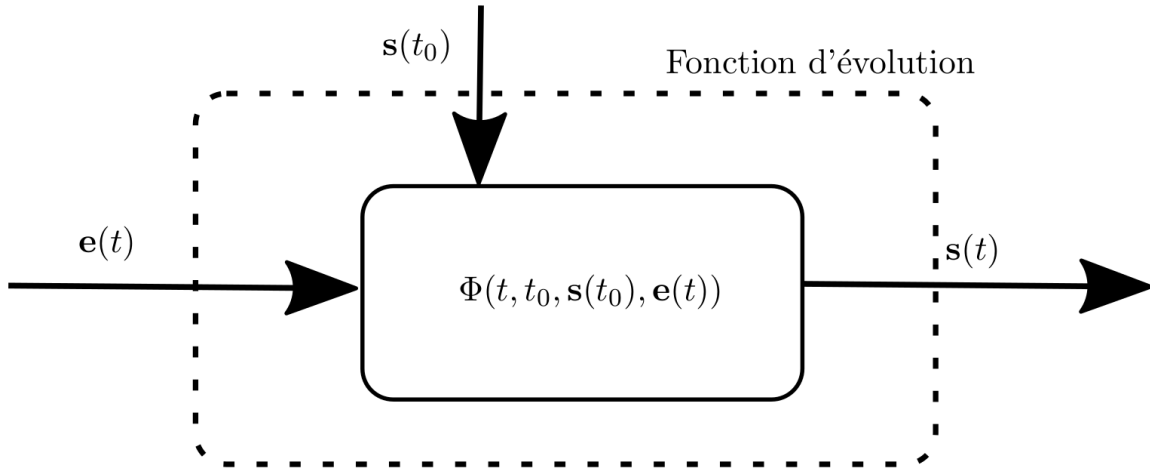 s(t₀)
Fonction d'évolution
e(t)
s(t)
Φ(t, t₀, s(t₀), e(t))